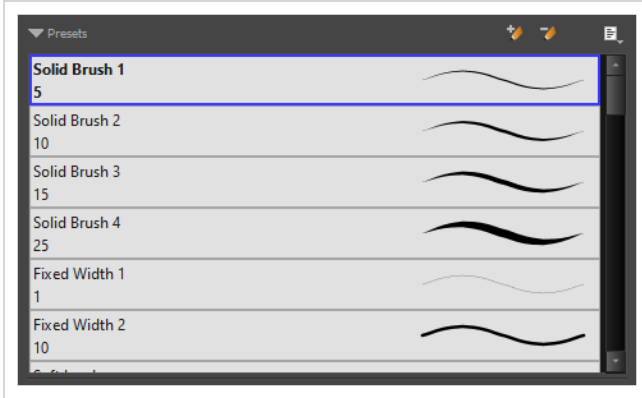 Presets
Solid Brush 1
5
Solid Brush 2
10
Solid Brush 3
15
Solid Brush 4
25
Fixed Width 1
1
Fixed Width 2
10